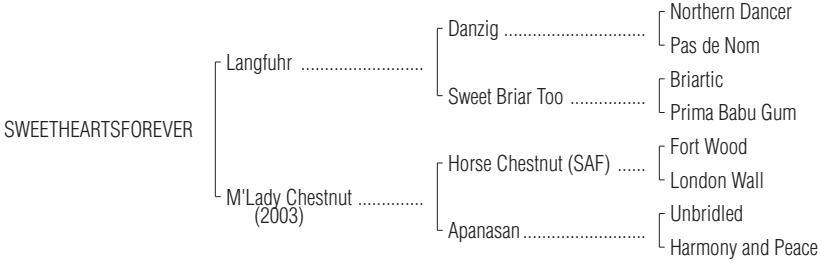 Northern Dancer
Danzig ..............................
Pas de Nom
Langfuhr .........................
Briartic
Sweet Briar Too ................
Prima Babu Gum
SWEETHEARTSFOREVER
Fort Wood
Horse Chestnut (SAF) ......
London Wall
M'Lady Chestnut ..............
(2003)
Unbridled
Apanasan..........................
Harmony and Peace